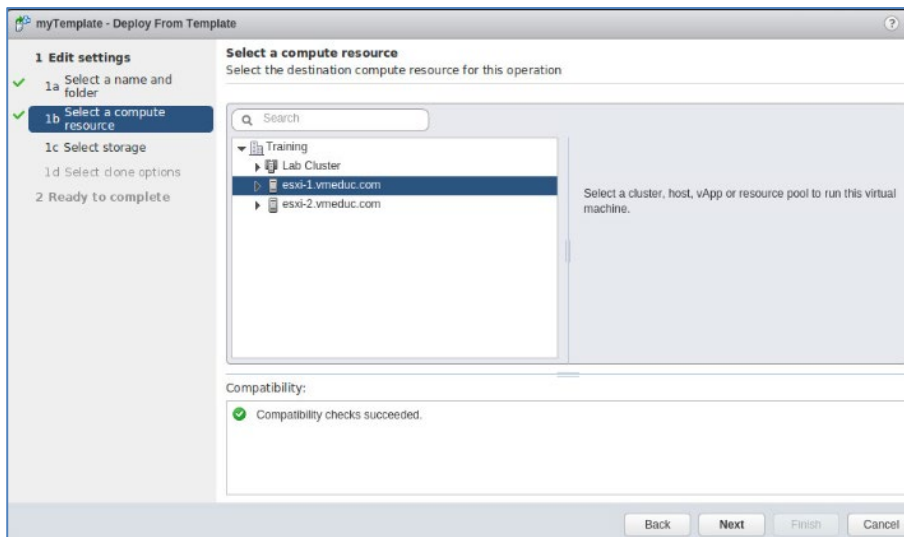 myTemplate - Deploy From Template
?
1 Edit settings
1a Select a name and
folder
1b Select a compute
resource
1c Select storage
1d Select clone options
2 Ready to complete
Select a compute resource
Select the destination compute resource for this operation
Search
Training
Lab Cluster
esxi-1.vmeduc.com
esxi-2.vmeduc.com
Select a cluster, host, vApp or resource pool to run this virtual
machine.
Compatibility:
Compatibility checks succeeded.
Back Next Finish Cancel